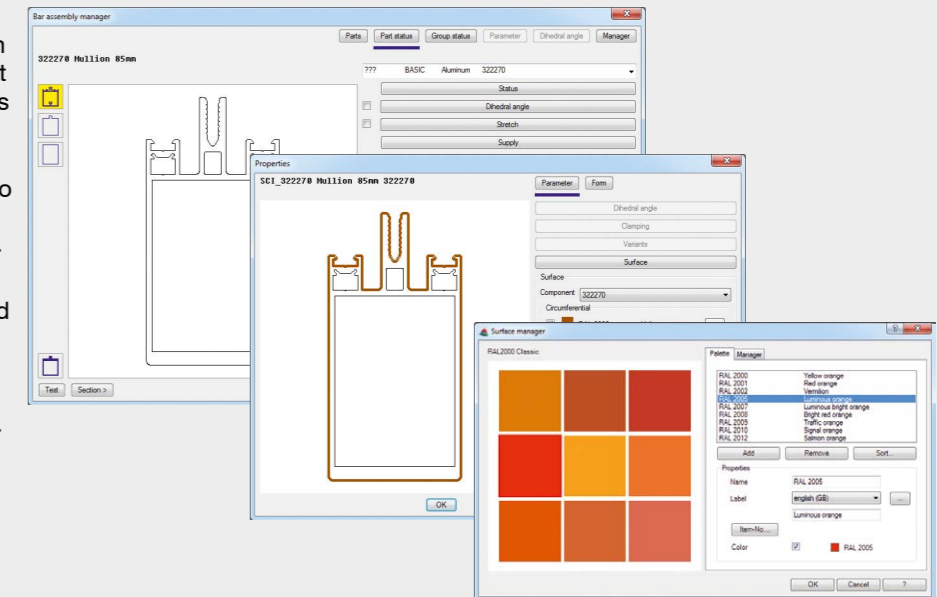 n
t
s
o
.
d
.
Bar assembly manager
Parts Part status Group status Parameter Dihedral angle Manager
322270 Mullion 85mm
??? BASIC Aluminum 322270
Status
Dihedral angle
Stretch
Supply
Test Section >
Properties
SCI_322270 Mullion 85mm 322270
Parameter Form
Dihedral angle
Clamping
Variants
Surface
Surface
Component 322270
Circumferential
OK
Surface manager
RAL2000 Classic
Palette Manager
RAL 2000 Yellow orange
RAL 2001 Red orange
RAL 2002 Vermilion
RAL 2005 Luminous orange
RAL 2007 Luminous bright orange
RAL 2008 Bright red orange
RAL 2009 Traffic orange
RAL 2010 Signal orange
RAL 2012 Salmon orange
Add Remove Sort...
Properties
Name RAL 2005
Label english (GB) ...
Luminous orange
Item-No....
Color RAL 2005
OK Cancel ?